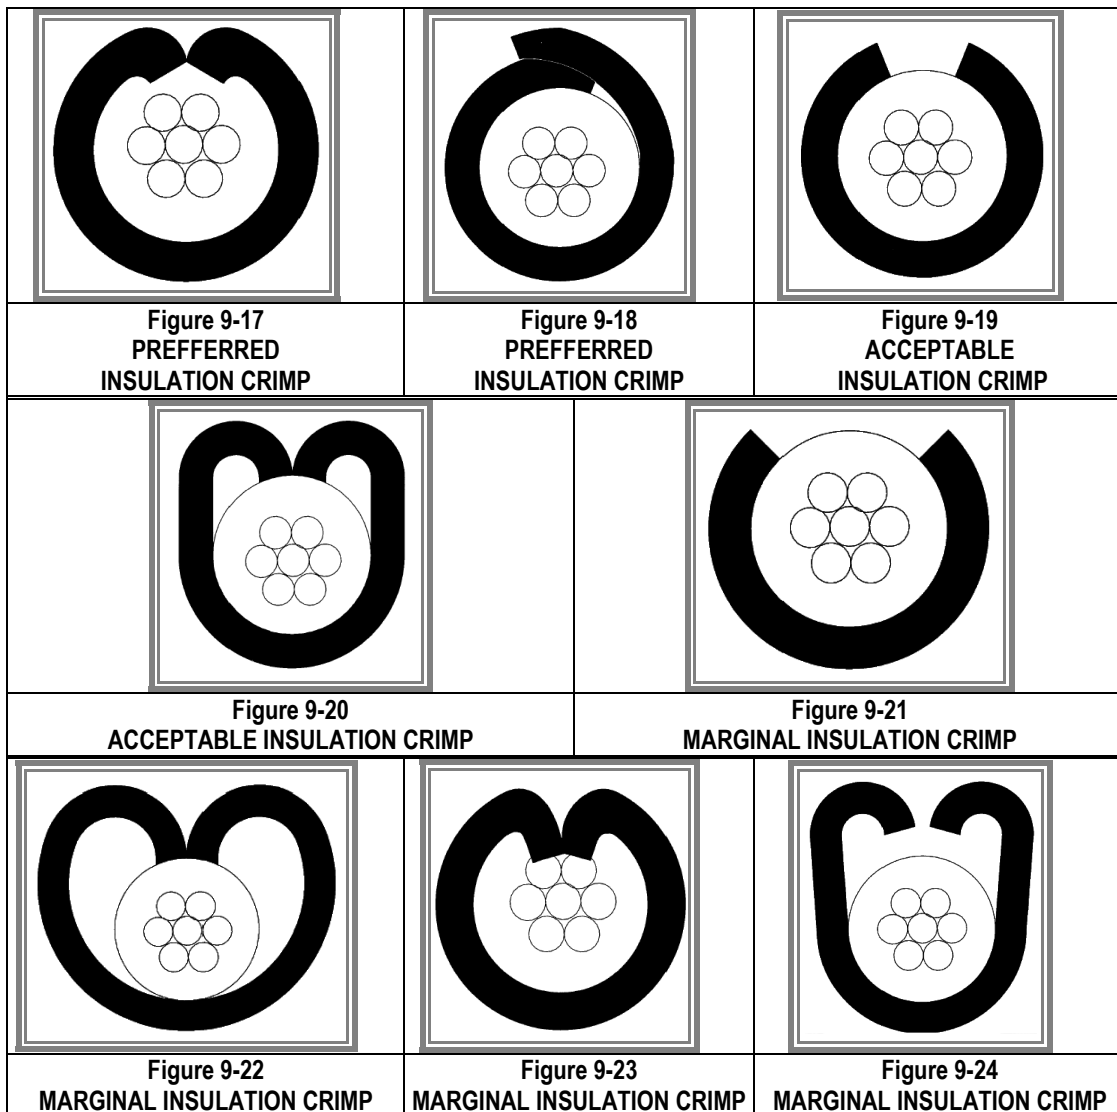 Figure 9-17
PREFFERRED
INSULATION CRIMP
Figure 9-18
PREFFERRED
INSULATION CRIMP
Figure 9-19
ACCEPTABLE
INSULATION CRIMP
Figure 9-20
ACCEPTABLE INSULATION CRIMP
Figure 9-21
MARGINAL INSULATION CRIMP
Figure 9-22
MARGINAL INSULATION CRIMP
Figure 9-23
MARGINAL INSULATION CRIMP
Figure 9-24
MARGINAL INSULATION CRIMP